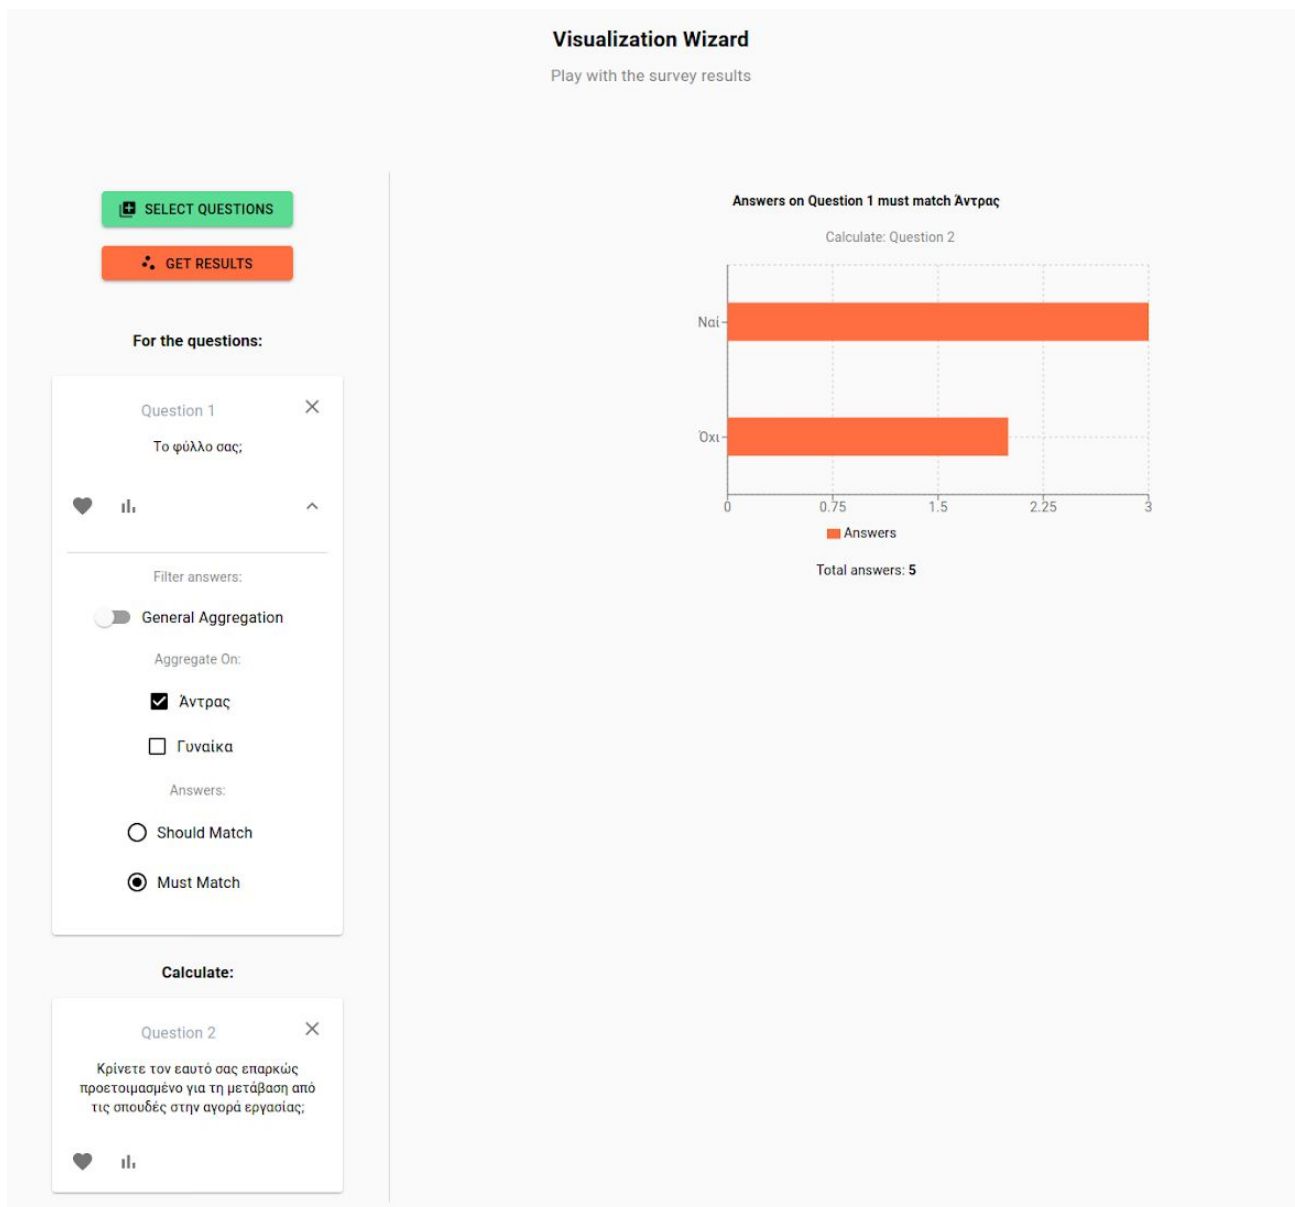 Visualization Wizard
Play with the survey results
SELECT QUESTIONS
GET RESULTS
For the questions:
Question 1
Το φύλλο σας;
Filter answers:
General Aggregation
Aggregate On:
Άντρας
Γυναίκα
Answers:
Should Match
Must Match
Calculate:
Question 2
Κρίνετε τον εαυτό σας επαρκώς
προετοιμασμένο για τη μετάβαση από
τις σπουδές στην αγορά εργασίας;
Answers on Question 1 must match Άντρας
Calculate: Question 2
Ναί
Όχι
0 0.75 1.5 2.25 3
Answers
Total answers: 5